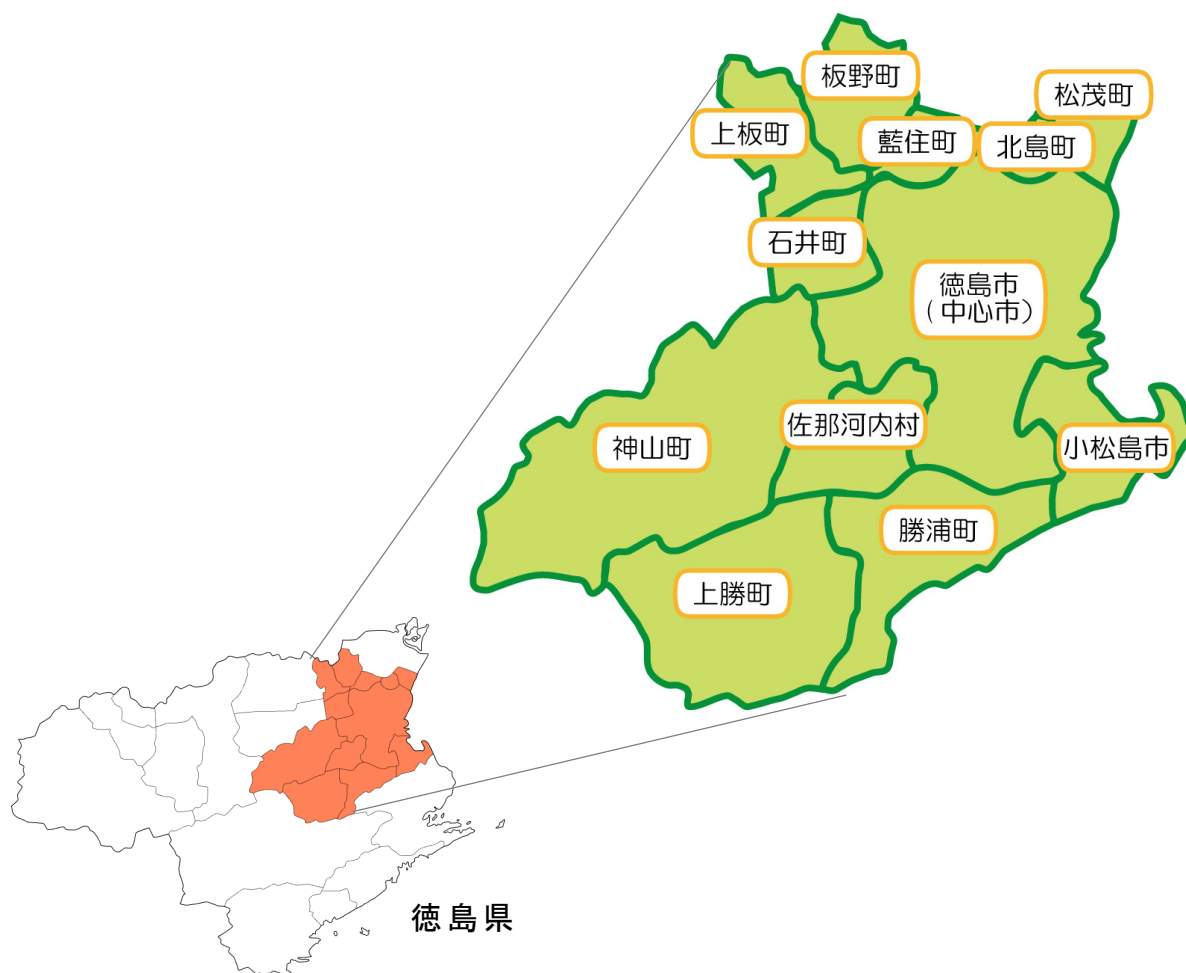 板野町
松茂町
上板町
藍住町
北島町
石井町
徳島市
（中心市）
佐那河内村
神山町
小松島市
勝浦町
上勝町
徳島県